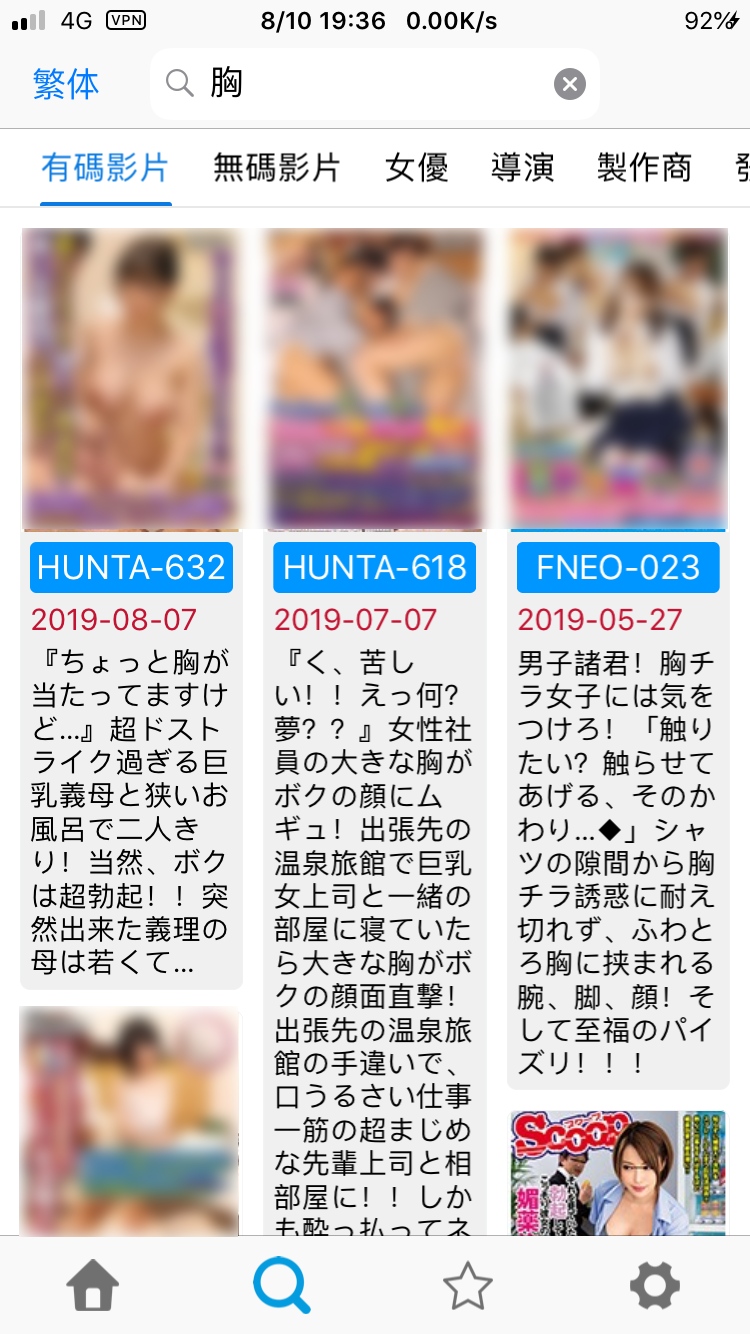 4G VPN 8/10 19:36 0.00K/s 92%
繁体
胸
有碼影片 無碼影片 女優 導演 製作商
HUNTA-632
2019-08-07
『ちょっと胸が
当たってますけ
ど...』超ドスト
ライク過ぎる巨
乳義母と狭いお
風呂で二人き
り！当然、ボク
は超勃起！！突
然出来た義理の
母は若くて...
HUNTA-618
2019-07-07
『く、苦し
い！！えっ何？
夢？？』女性社
員の大きな胸が
ボクの顔にム
ギュ！出張先の
温泉旅館で巨乳
女上司と一緒の
部屋に寝ていた
ら大きな胸がボ
クの顔面直撃！
出張先の温泉旅
館の手違いで、
口うるさい仕事
一筋の超まじめ
な先輩上司と相
部屋に！！しか
も酔っ払ってネ
FNEO-023
2019-05-27
男子諸君！胸チ
ラ女子には気を
つけろ！「触り
たい？触らせて
あげる、そのか
わり...◆」シャ
ツの隙間から胸
チラ誘惑に耐え
切れず、ふわと
ろ胸に挟まれる
腕、脚、顔！そ
して至福のパイ
ズリ！！！
スクープ
Scoop
媚薬